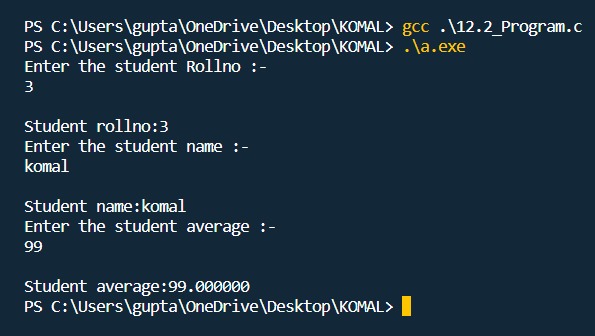 PS C:\Users\gupta\OneDrive\Desktop\KOMAL> gcc .\12.2_Program.c
PS C:\Users\gupta\OneDrive\Desktop\KOMAL> .\a.exe
Enter the student Rollno :-
3
Student rollno:3
Enter the student name :-
komal
Student name:komal
Enter the student average :-
99
Student average:99.000000
PS C:\Users\gupta\OneDrive\Desktop\KOMAL>